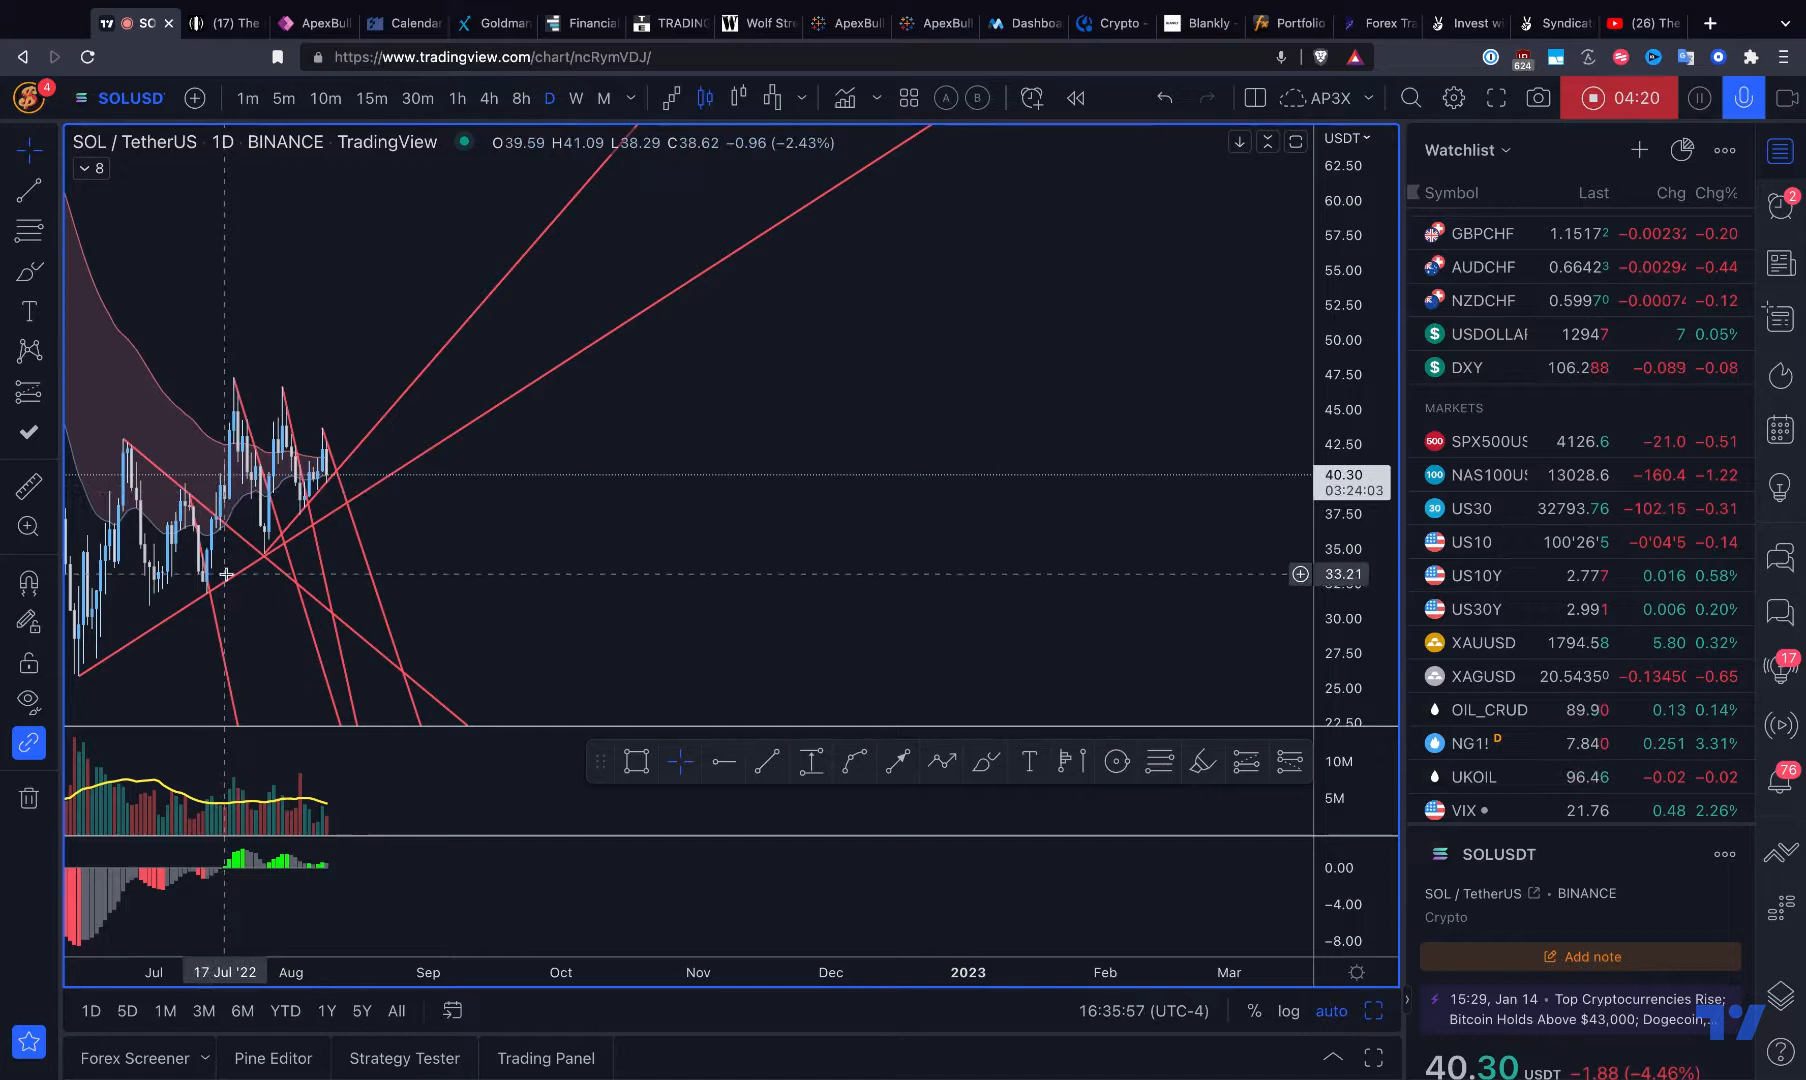 SO
(17) The
ApexBull
Calendar
Goldman
Financial
TRADING
Wolf Str
ApexBull
ApexBull
Dashboa
Crypto -
Blankly -
Portfolio
Forex Tra
Invest wi
Syndicat
(26) The
https://www.tradingview.com/chart/ncRymVDJ/
624
4
SOLUSD
1m 5m 10m 15m 30m 1h 4h 8h D W M
A B
AP3X
04:20
SOL / TetherUS · 1D · BINANCE · TradingView
O39.59 H41.09 L38.29 C38.62 −0.96 (−2.43%)
8
USDT
62.50
60.00
57.50
55.00
52.50
50.00
47.50
45.00
42.50
40.30
03:24:03
37.50
35.00
33.21
30.00
27.50
25.00
22.50
10M
5M
0.00
−4.00
−8.00
Jul 17 Jul '22 Aug Sep Oct Nov Dec 2023 Feb Mar
1D 5D 1M 3M 6M YTD 1Y 5Y All
16:35:57 (UTC-4) % log auto
Forex Screener Pine Editor Strategy Tester Trading Panel
Watchlist
Symbol Last Chg Chg%
GBPCHF 1.15172 −0.00232 −0.20
AUDCHF 0.66423 −0.00294 −0.44
NZDCHF 0.59970 −0.00074 −0.12
USDOLLAR 12947 7 0.05%
DXY 106.288 −0.089 −0.08
MARKETS
SPX500US 4126.6 −21.0 −0.51
NAS100US 13028.6 −160.4 −1.22
US30 32793.76 −102.15 −0.31
US10 100'26'5 −0'04'5 −0.14
US10Y 2.777 0.016 0.58%
US30Y 2.991 0.006 0.20%
XAUUSD 1794.58 5.80 0.32%
XAGUSD 20.54350 −0.13450 −0.65
OIL_CRUD 89.90 0.13 0.14%
NG1! D 7.840 0.251 3.31%
UKOIL 96.46 −0.02 −0.02
VIX 21.76 0.48 2.26%
SOLUSDT
SOL / TetherUS · BINANCE
Crypto
Add note
15:29, Jan 14 • Top Cryptocurrencies Rise;
Bitcoin Holds Above $43,000; Dogecoin,...
40.30 USDT −1.88 (−4.46%)
2
17
76